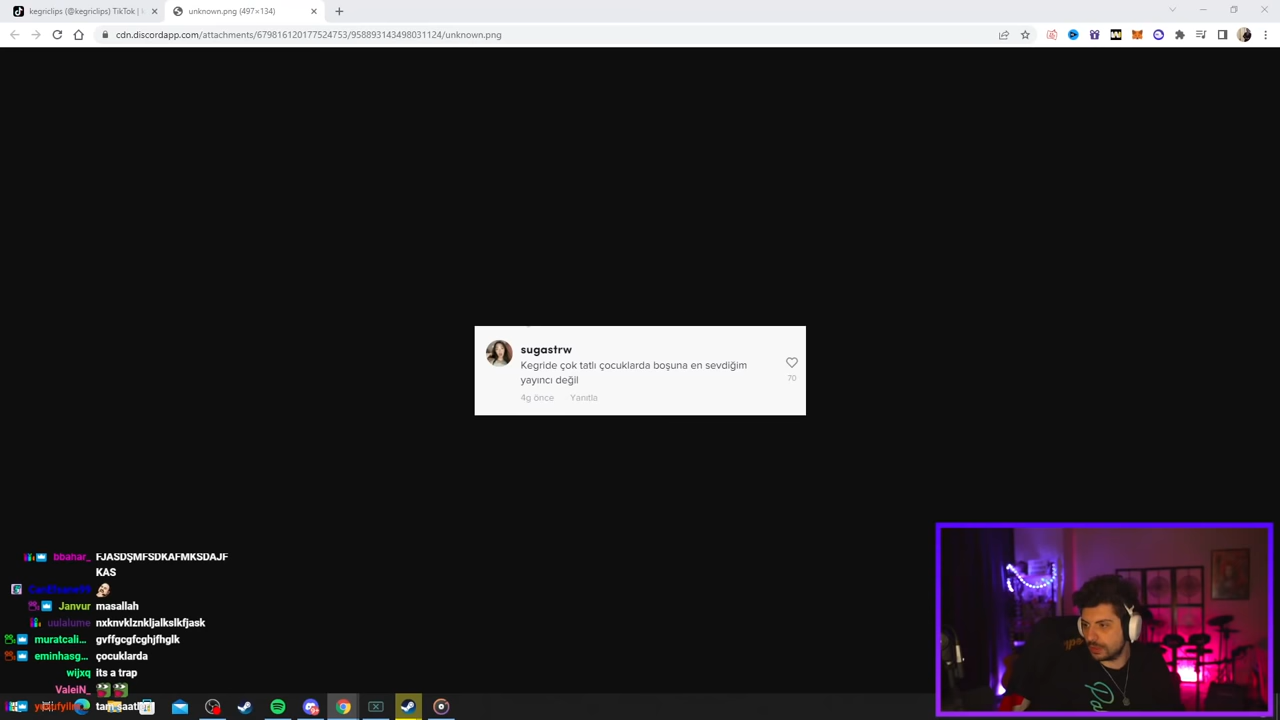 kegriclips (@kegriclips) TikTok | k
unknown.png (497×134)
cdn.discordapp.com/attachments/679816120177524753/958893143498031124/unknown.png
sugastrw
Kegride çok tatlı çocuklarda boşuna en sevdiğim
yayıncı değil
70
4g önce Yanıtla
bbahar_ FJASDŞMFSDKAFMKSDAJF
KAS
Janvur masallah
uulalume nxknvklznkljalkslkfjask
muratcali... gvffgcgfcghjfhglk
eminhasg... çocuklarda
wijxq its a trap
ValeiN_